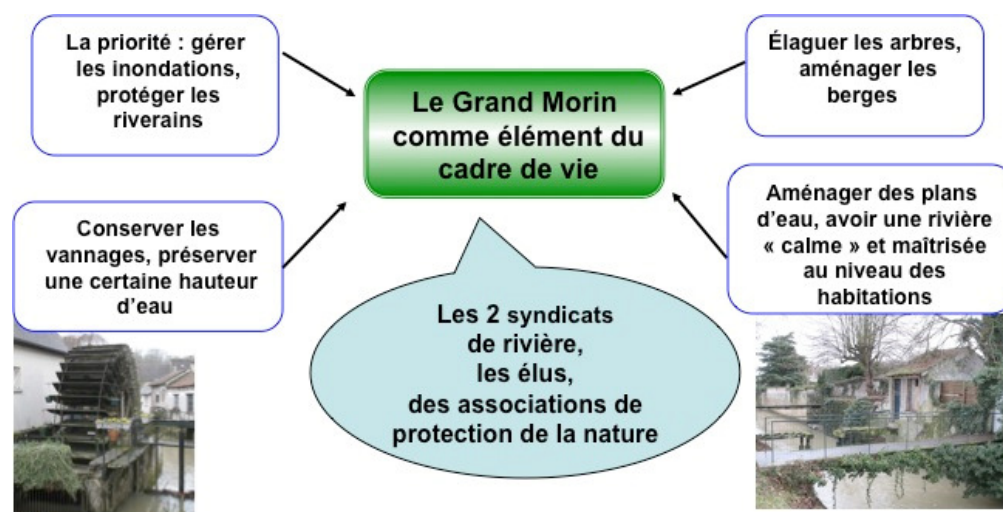 La priorité : gérer
les inondations,
protéger les
riverains
Le Grand Morin
comme élément du
cadre de vie
Élaguer les arbres,
aménager les
berges
Conserver les
vannages, préserver
une certaine hauteur
d’eau
Aménager des plans
d’eau, avoir une rivière
« calme » et maîtrisée
au niveau des
habitations
Les 2 syndicats
de rivière,
les élus,
des associations de
protection de la nature